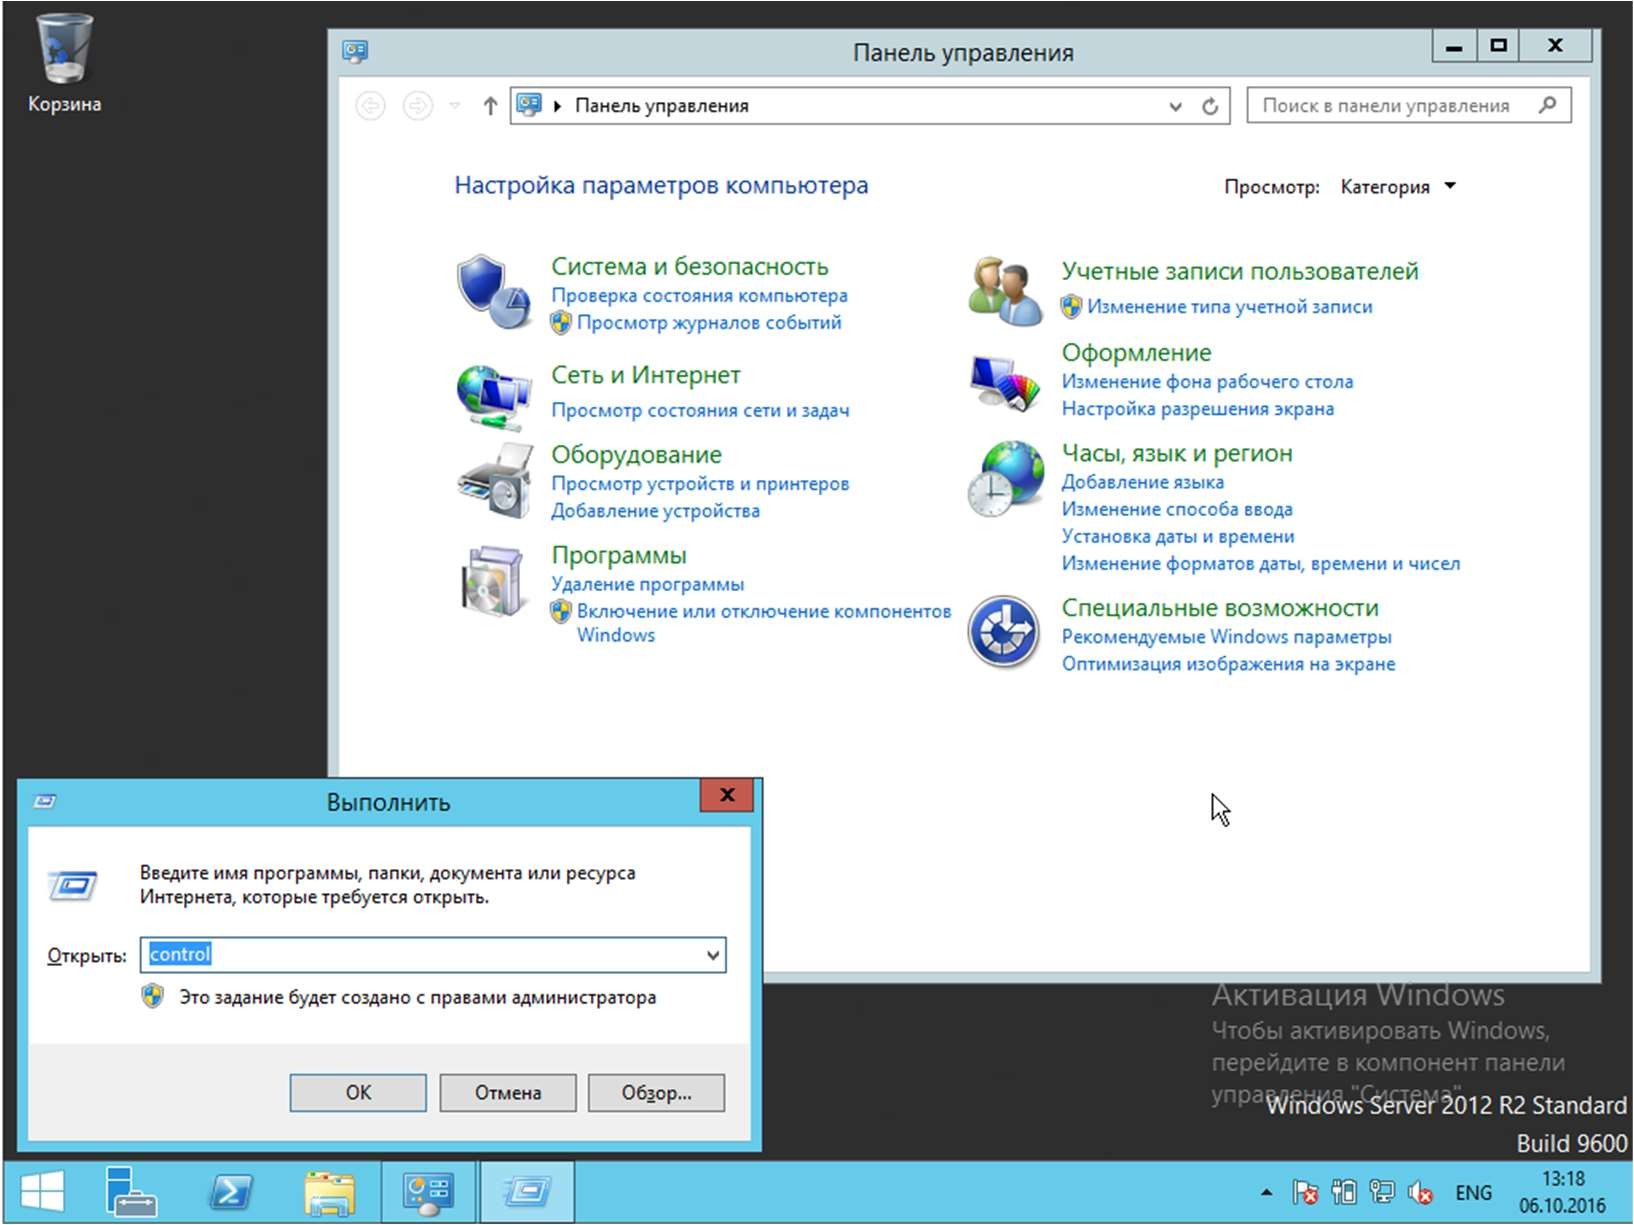 Корзина
Панель управления
Панель управления
Поиск в панели управления
Настройка параметров компьютера
Просмотр: Категория
Система и безопасность
Проверка состояния компьютера
Просмотр журналов событий
Сеть и Интернет
Просмотр состояния сети и задач
Оборудование
Просмотр устройств и принтеров
Добавление устройства
Программы
Удаление программы
Включение или отключение компонентов
Windows
Учетные записи пользователей
Изменение типа учетной записи
Оформление
Изменение фона рабочего стола
Настройка разрешения экрана
Часы, язык и регион
Добавление языка
Изменение способа ввода
Установка даты и времени
Изменение форматов даты, времени и чисел
Специальные возможности
Рекомендуемые Windows параметры
Оптимизация изображения на экране
Выполнить
Введите имя программы, папки, документа или ресурса
Интернета, которые требуется открыть.
Открыть: control
Это задание будет создано с правами администратора
OK Отмена Обзор...
Активация Windows
Чтобы активировать Windows,
перейдите в компонент панели
управления "Система".
Windows Server 2012 R2 Standard
Build 9600
ENG
13:18
06.10.2016